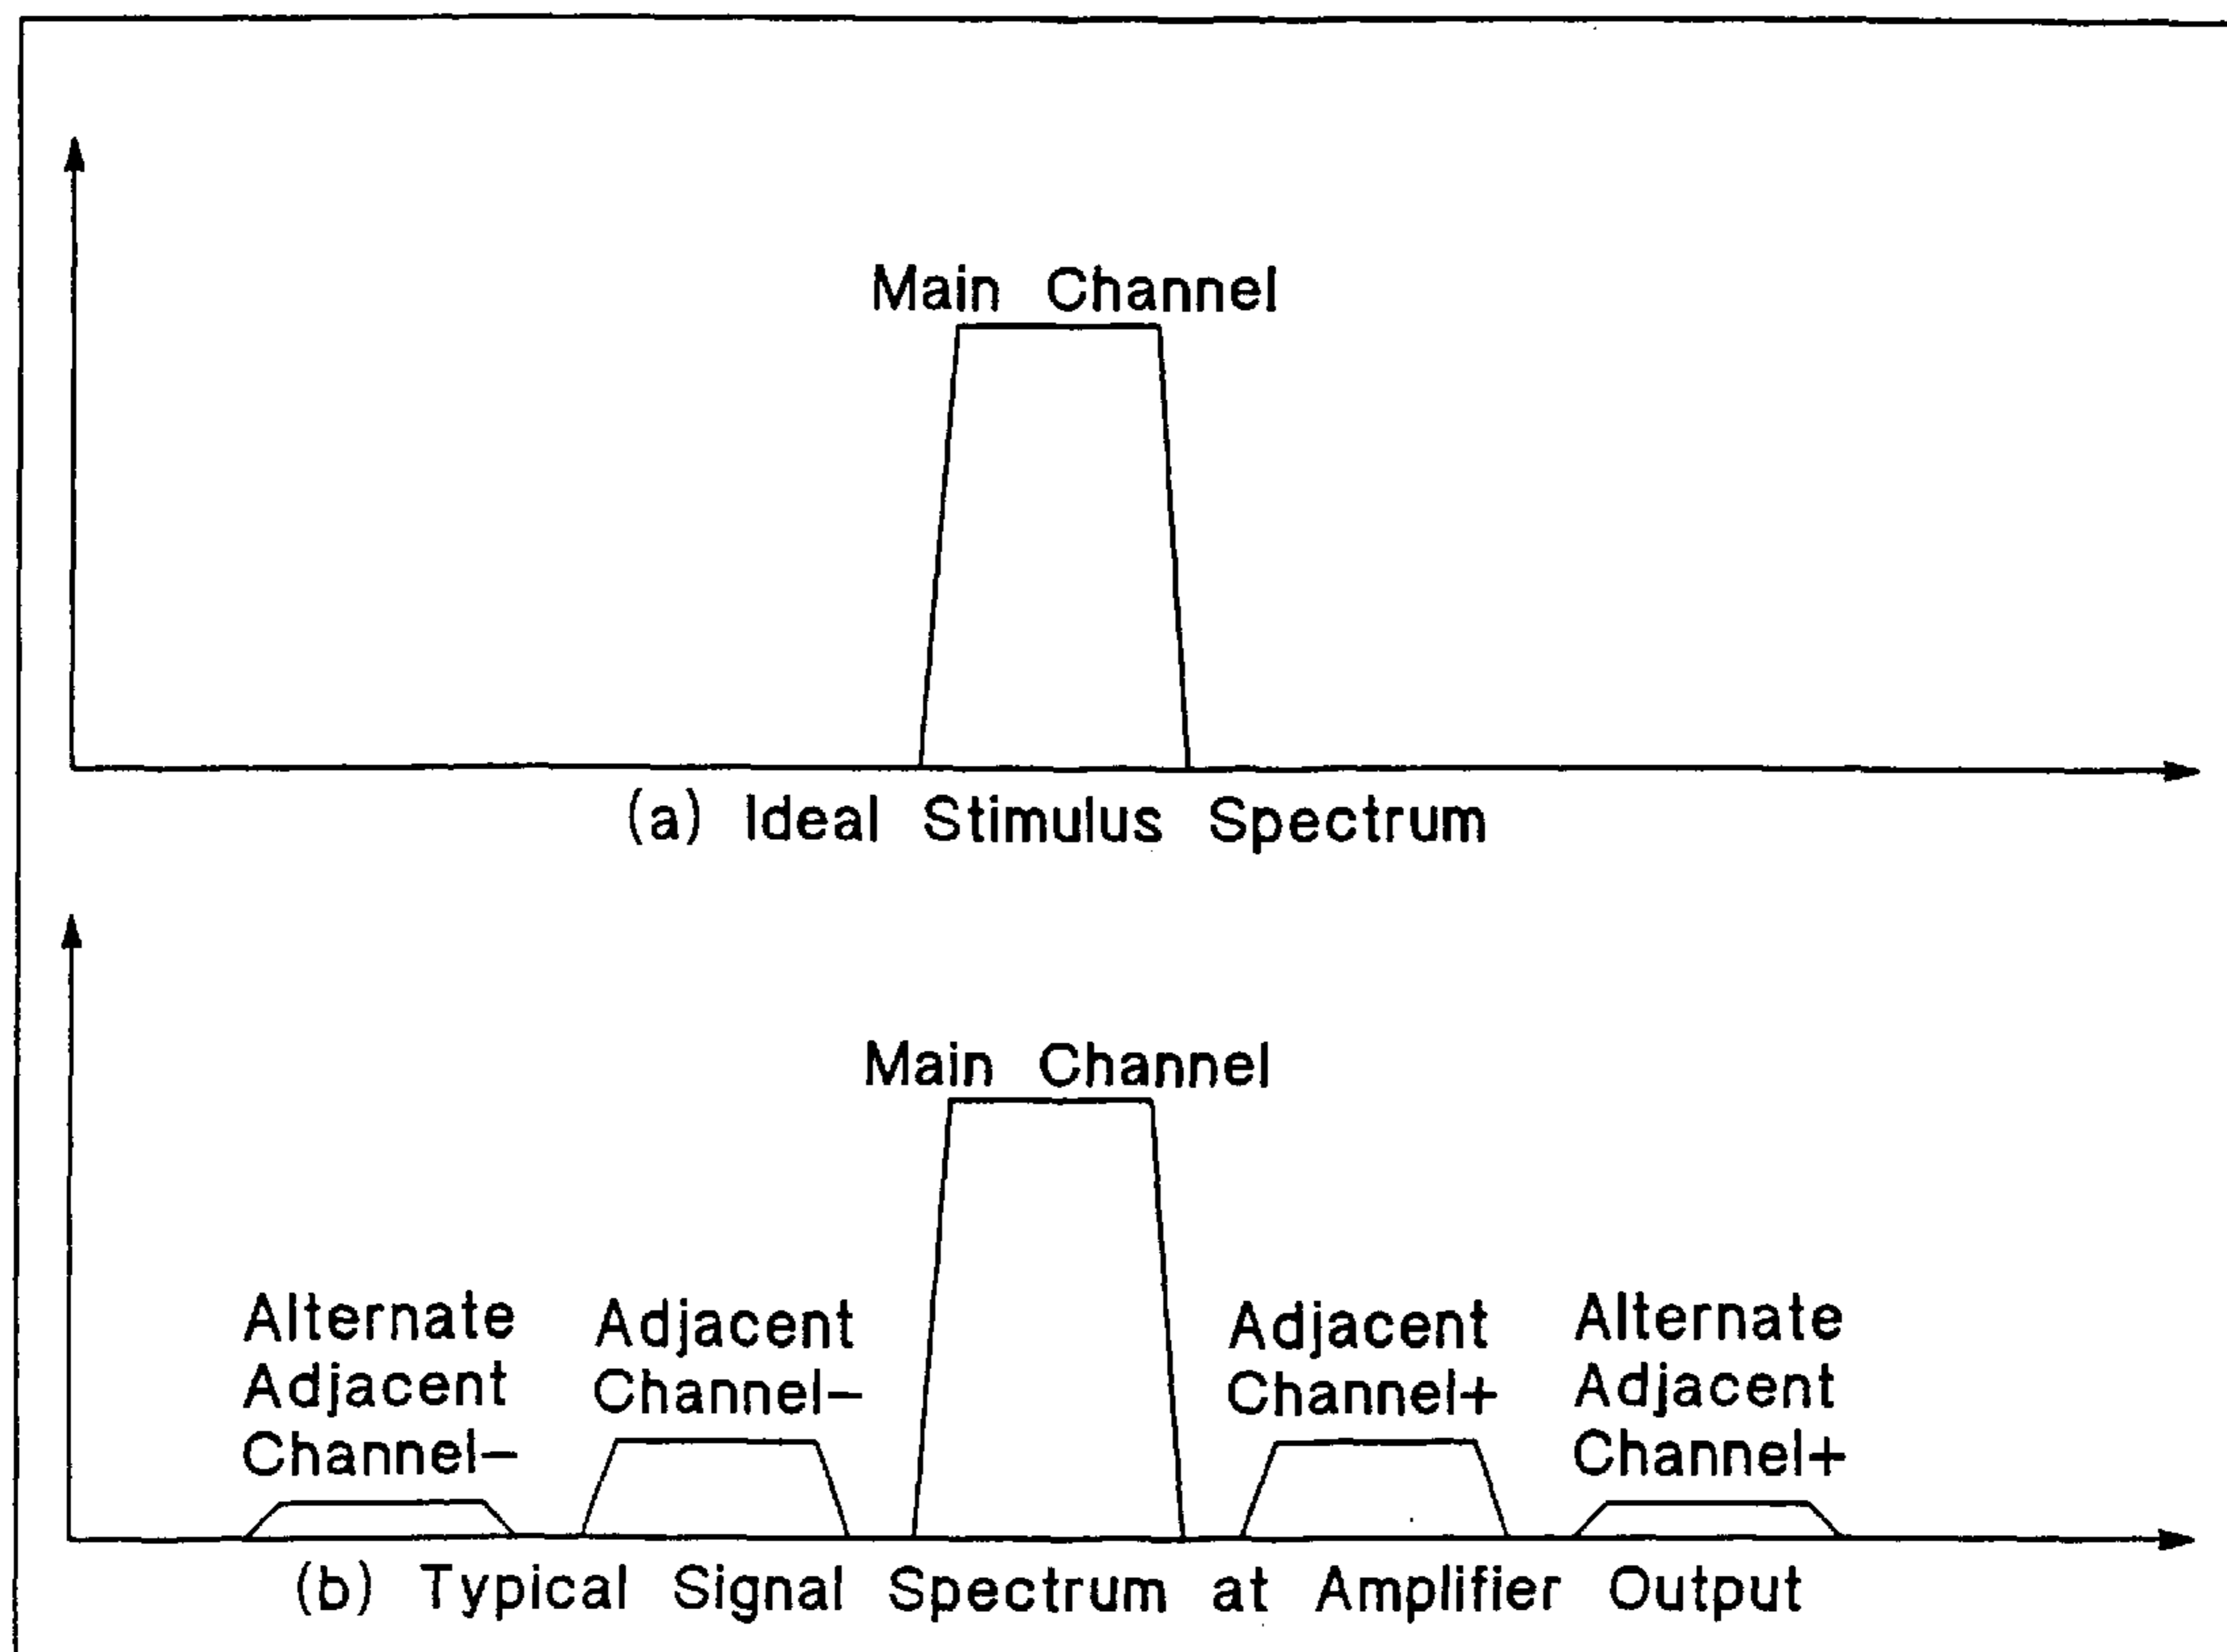 Main Channel
(a) Ideal Stimulus Spectrum
Main Channel
Alternate
Adjacent
Channel−
Adjacent
Channel−
Adjacent
Channel+
Alternate
Adjacent
Channel+
(b) Typical Signal Spectrum at Amplifier Output